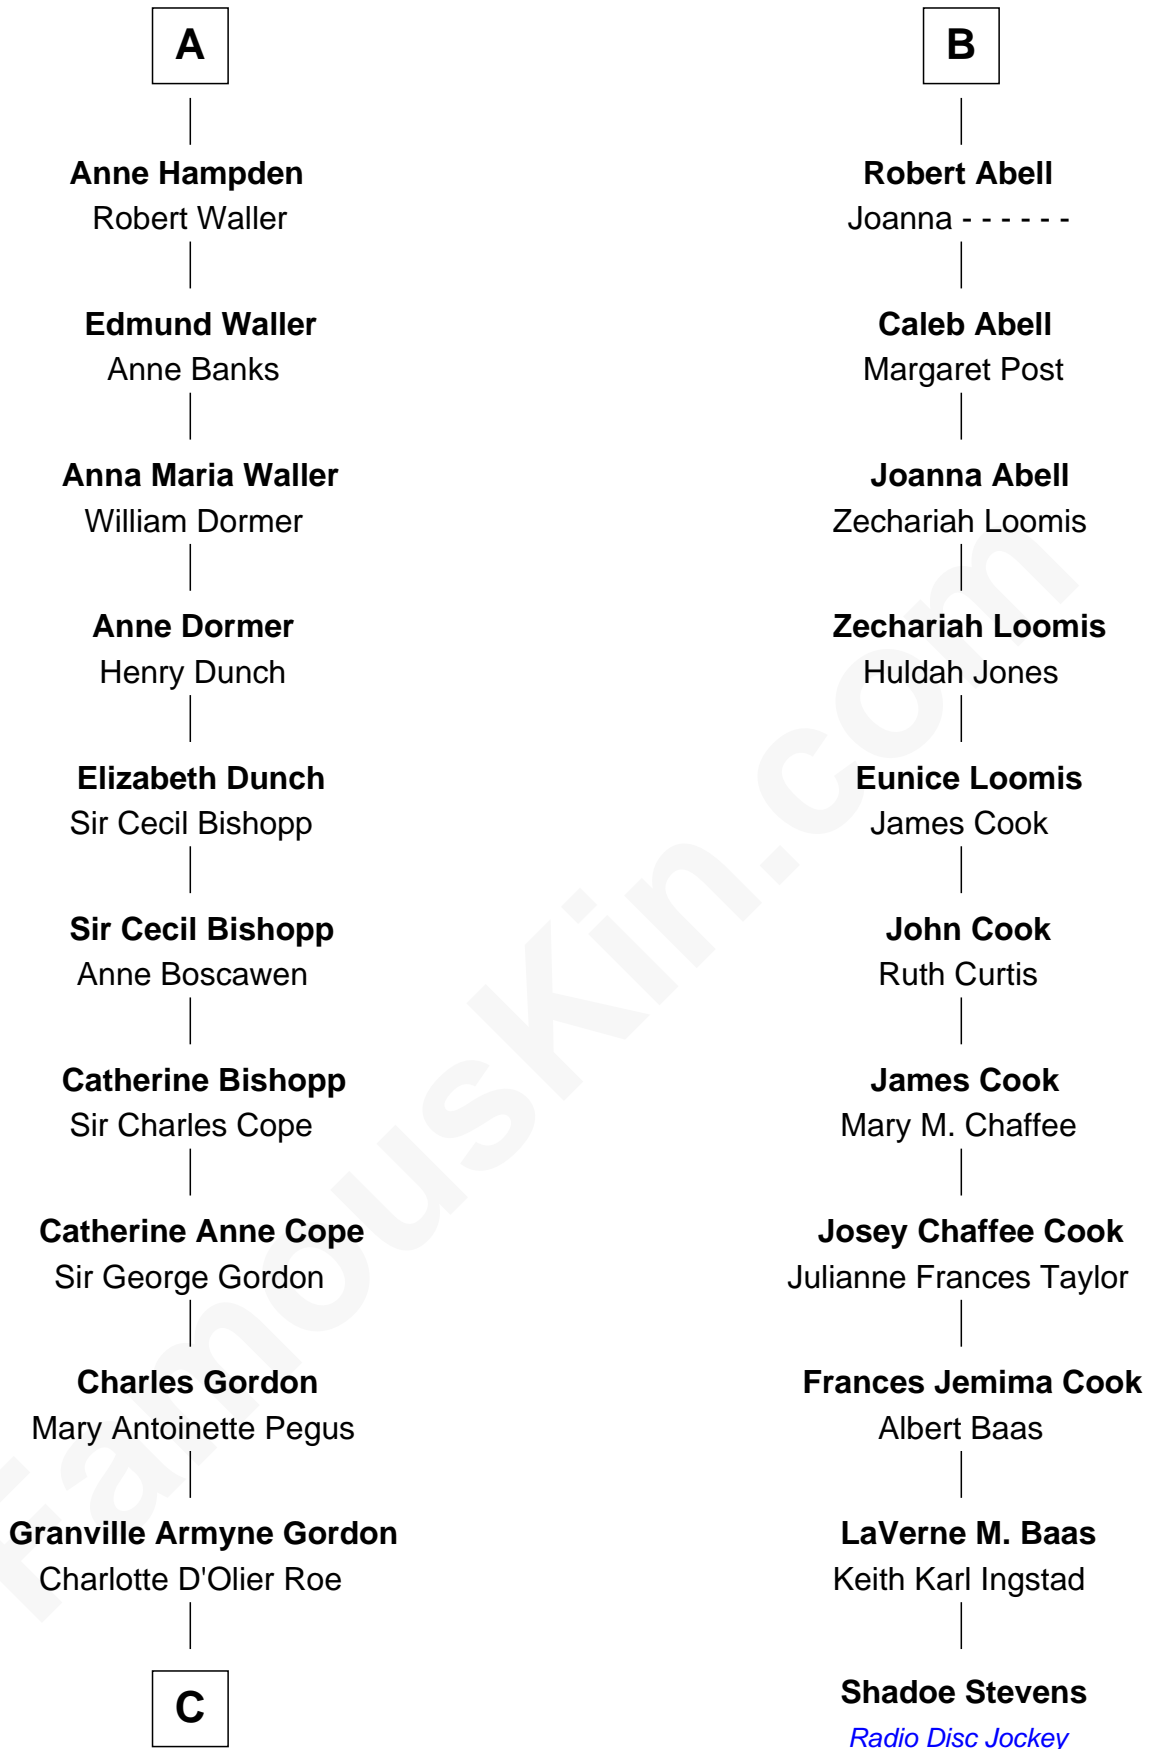 A
Anne Hampden
Robert Waller
Edmund Waller
Anne Banks
Anna Maria Waller
William Dormer
Anne Dormer
Henry Dunch
Elizabeth Dunch
Sir Cecil Bishopp
Sir Cecil Bishopp
Anne Boscawen
Catherine Bishopp
Sir Charles Cope
Catherine Anne Cope
Sir George Gordon
Charles Gordon
Mary Antoinette Pegus
Granville Armyne Gordon
Charlotte D'Olier Roe
C
B
Robert Abell
Joanna - - - - - -
Caleb Abell
Margaret Post
Joanna Abell
Zechariah Loomis
Zechariah Loomis
Huldah Jones
Eunice Loomis
James Cook
John Cook
Ruth Curtis
James Cook
Mary M. Chaffee
Josey Chaffee Cook
Julianne Frances Taylor
Frances Jemima Cook
Albert Baas
LaVerne M. Baas
Keith Karl Ingstad
Shadoe Stevens
Radio Disc Jockey
FamousKin.com